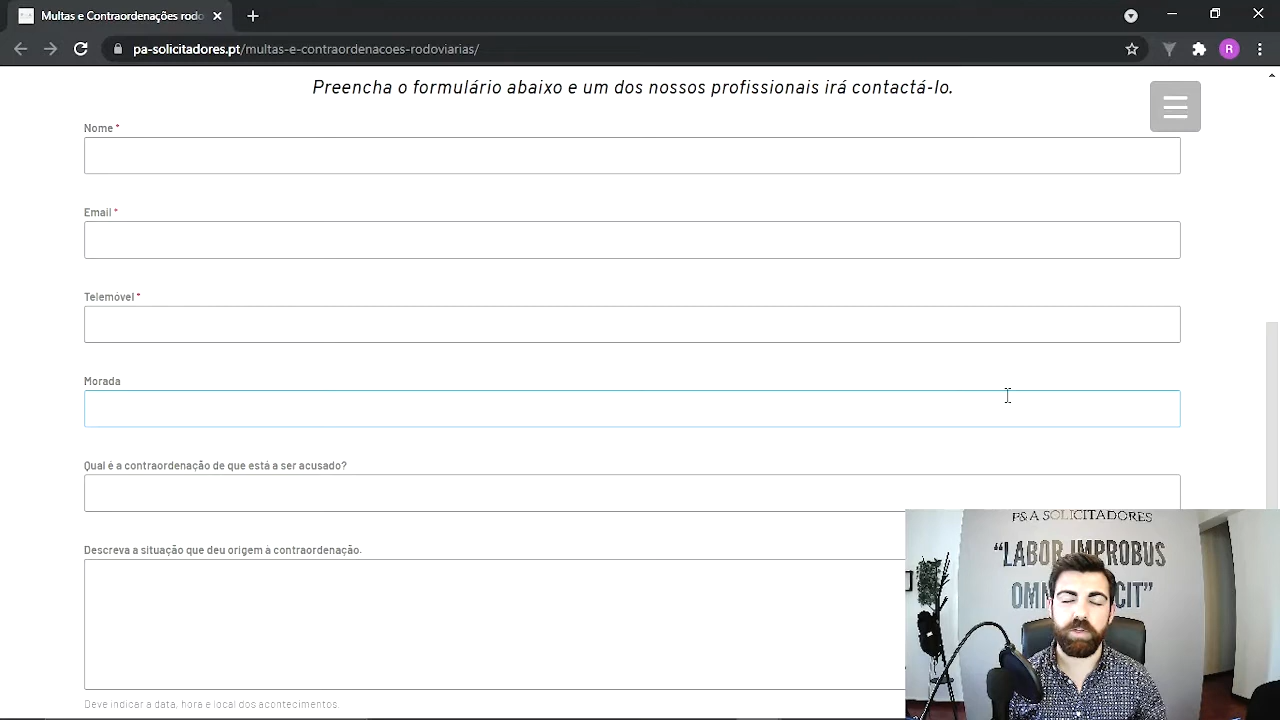 Multas e Contraordenações rodo
pa-solicitadores.pt/multas-e-contraordenacoes-rodoviarias/
R
Preencha o formulário abaixo e um dos nossos profissionais irá contactá-lo.
Nome *
Email *
Telemóvel *
Morada
Qual é a contraordenação de que está a ser acusado?
Descreva a situação que deu origem à contraordenação.
Deve indicar a data, hora e local dos acontecimentos.
P&A SOLICITADORES
“LABOR IMPROBUS
OMN CIT”